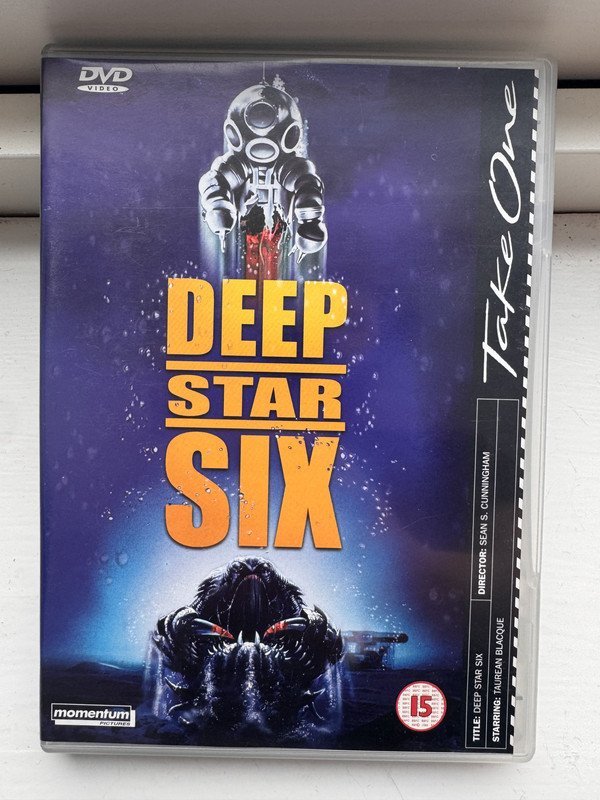 DVD
VIDEO
DEEP
STAR
SIX
Take One
TITLE: DEEP STAR SIX
DIRECTOR: SEAN S. CUNNINGHAM
STARRING: TAUREAN BLACQUE
momentum
PICTURES
15